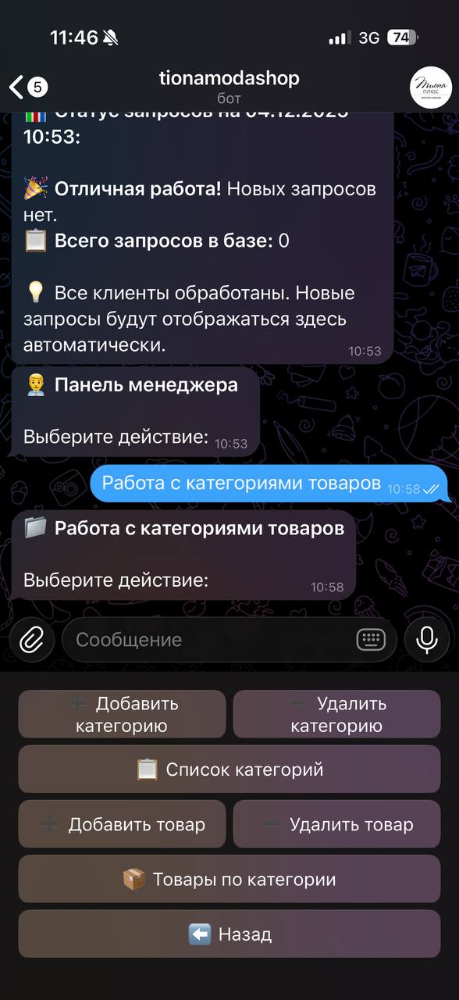 11:46
3G
74
5
tionamodashop
бот
Тиона
ПЛЮС
Статус запросов на 04.12.2025
10:53:
Отличная работа! Новых запросов
нет.
Всего запросов в базе: 0
Все клиенты обработаны. Новые
запросы будут отображаться здесь
автоматически.
10:53
Панель менеджера
Выберите действие: 10:53
Работа с категориями товаров 10:58
Работа с категориями товаров
Выберите действие: 10:58
Сообщение
Добавить
категорию
Удалить
категорию
Список категорий
Добавить товар
Удалить товар
Товары по категории
Назад